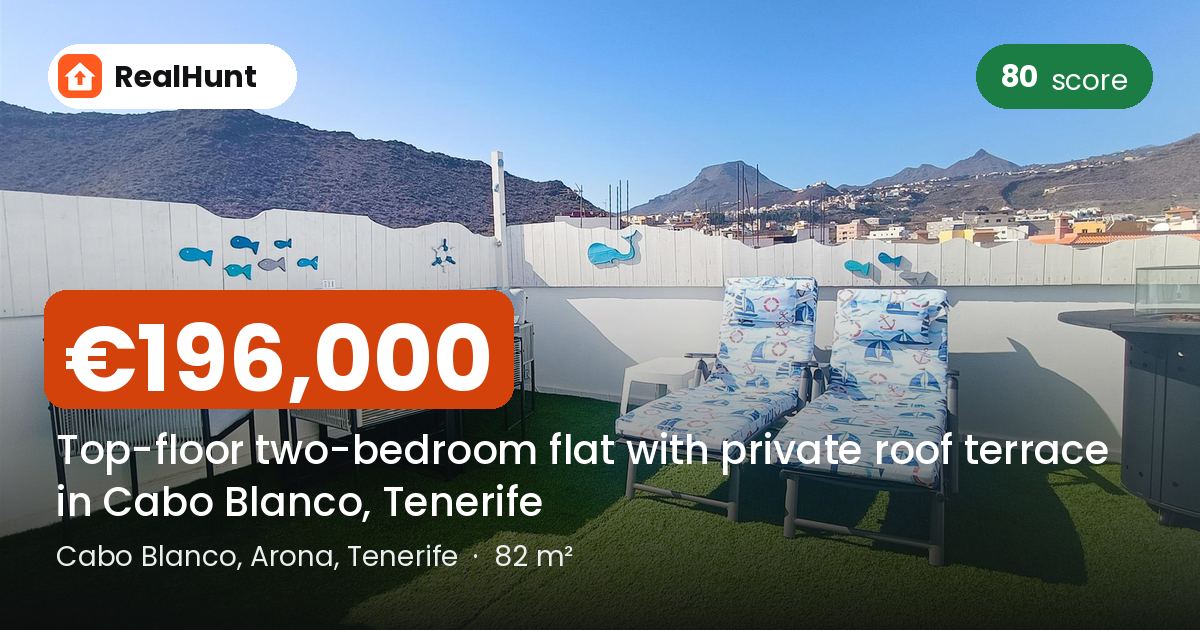 RealHunt
80 score
€196,000
Top-floor two-bedroom flat with private roof terrace
in Cabo Blanco, Tenerife
Cabo Blanco, Arona, Tenerife · 82 m²